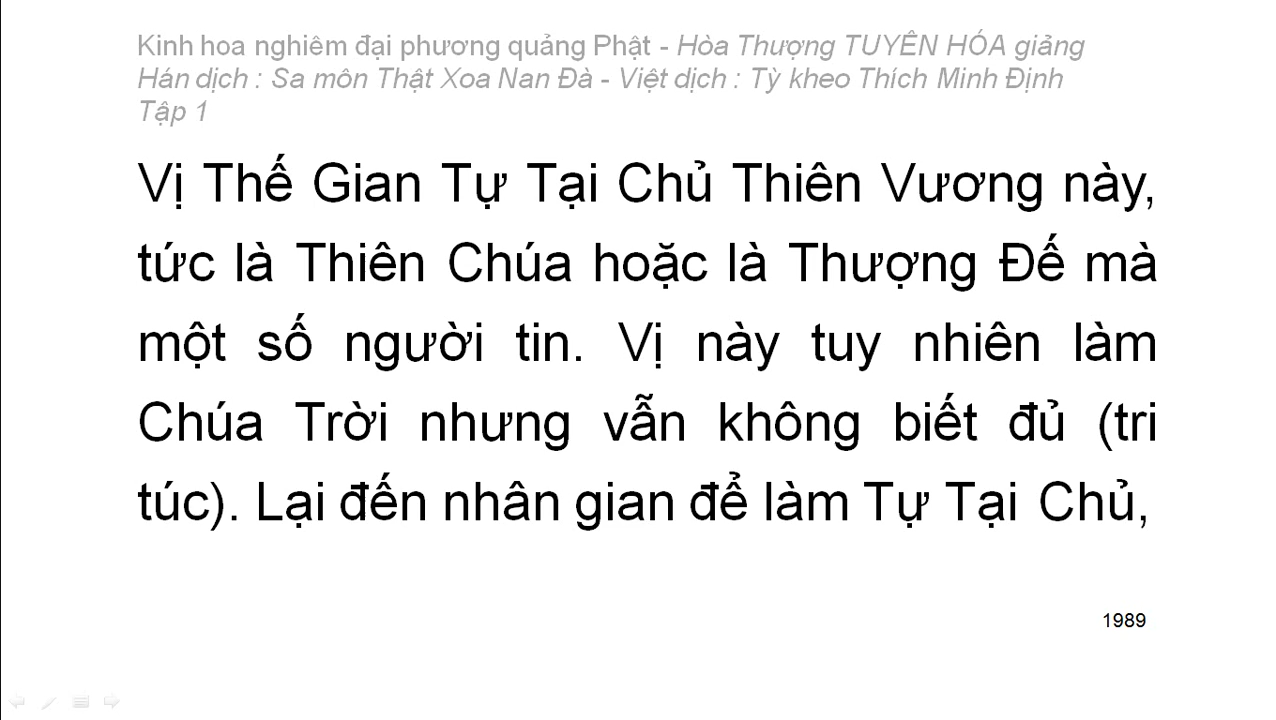 Kinh hoa nghiêm đại phương quảng Phật - Hòa Thượng TUYÊN HÓA giảng
Hán dịch : Sa môn Thật Xoa Nan Đà - Việt dịch : Tỳ kheo Thích Minh Định
Tập 1
Vị Thế Gian Tự Tại Chủ Thiên Vương này,
tức là Thiên Chúa hoặc là Thượng Đế mà
một số người tin. Vị này tuy nhiên làm
Chúa Trời nhưng vẫn không biết đủ (tri
túc). Lại đến nhân gian để làm Tự Tại Chủ,
1989